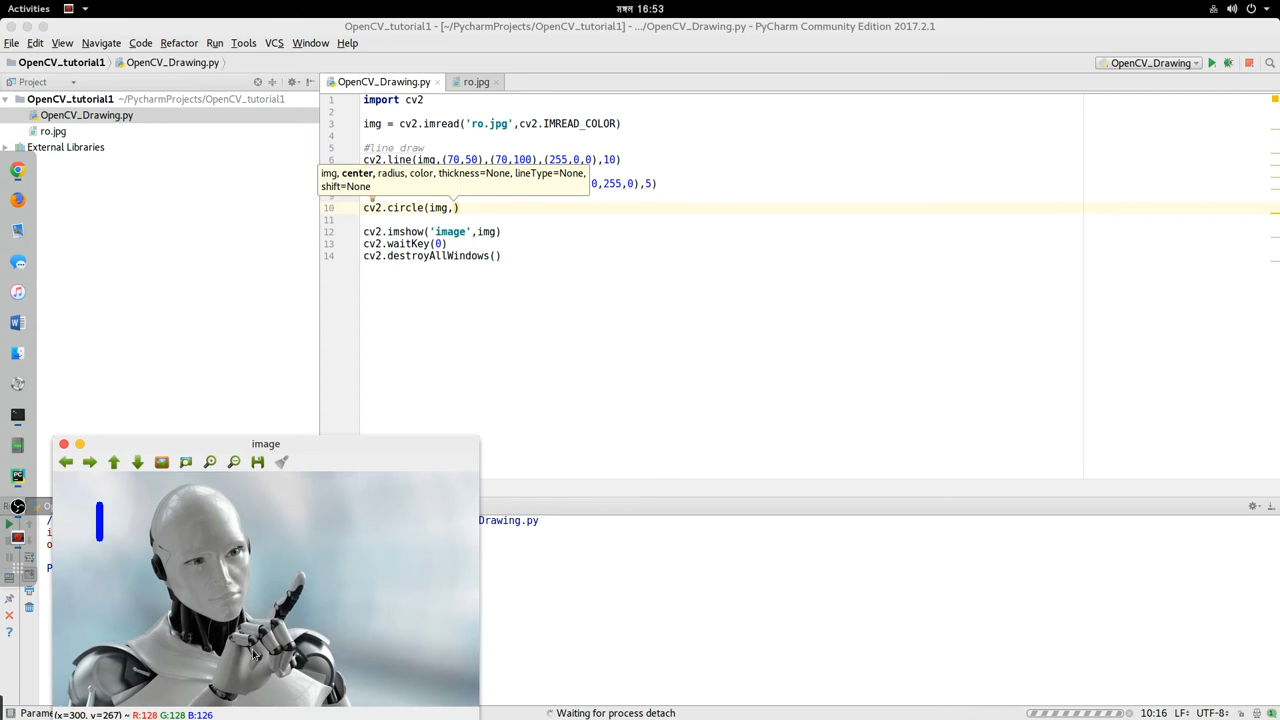 Activities
মঙ্গল 16:53
OpenCV_tutorial1 - [~/PycharmProjects/OpenCV_tutorial1] - .../OpenCV_Drawing.py - PyCharm Community Edition 2017.2.1
File Edit View Navigate Code Refactor Run Tools VCS Window Help
OpenCV_tutorial1 OpenCV_Drawing.py
OpenCV_Drawing
Project
OpenCV_Drawing.py ro.jpg
OpenCV_tutorial1 ~/PycharmProjects/OpenCV_tutorial1
OpenCV_Drawing.py
ro.jpg
External Libraries
1 import cv2
2
3 img = cv2.imread('ro.jpg',cv2.IMREAD_COLOR)
4
5 #line draw
6 cv2.line(img,(70,50),(70,100),(255,0,0),10)
img, center, radius, color, thickness=None, lineType=None,
shift=None
0,255,0),5)
10 cv2.circle(img,)
11
12 cv2.imshow('image',img)
13 cv2.waitKey(0)
14 cv2.destroyAllWindows()
image
Drawing.py
(x=300, y=267) ~ R:128 G:128 B:126
Waiting for process detach
10:16 LF÷ UTF-8÷